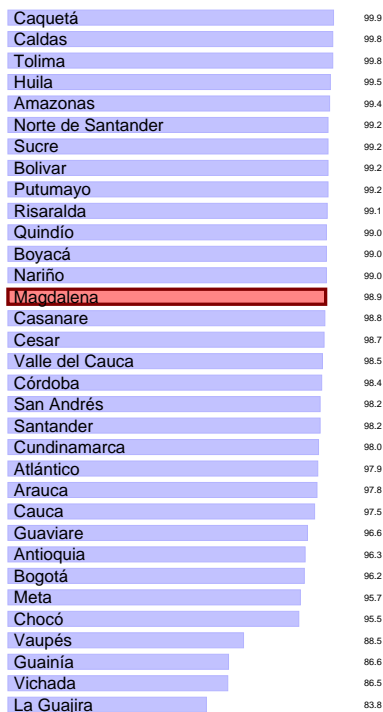 Caquetá 99.9
Caldas 99.8
Tolima 99.8
Huila 99.5
Amazonas 99.4
Norte de Santander 99.2
Sucre 99.2
Bolivar 99.2
Putumayo 99.2
Risaralda 99.1
Quindío 99.0
Boyacá 99.0
Nariño 99.0
Magdalena 98.9
Casanare 98.8
Cesar 98.7
Valle del Cauca 98.5
Córdoba 98.4
San Andrés 98.2
Santander 98.2
Cundinamarca 98.0
Atlántico 97.9
Arauca 97.8
Cauca 97.5
Guaviare 96.6
Antioquia 96.3
Bogotá 96.2
Meta 95.7
Chocó 95.5
Vaupés 88.5
Guainía 86.6
Vichada 86.5
La Guajira 83.8